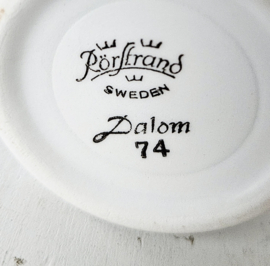 Rörstrand
SWEDEN
Dalom
74